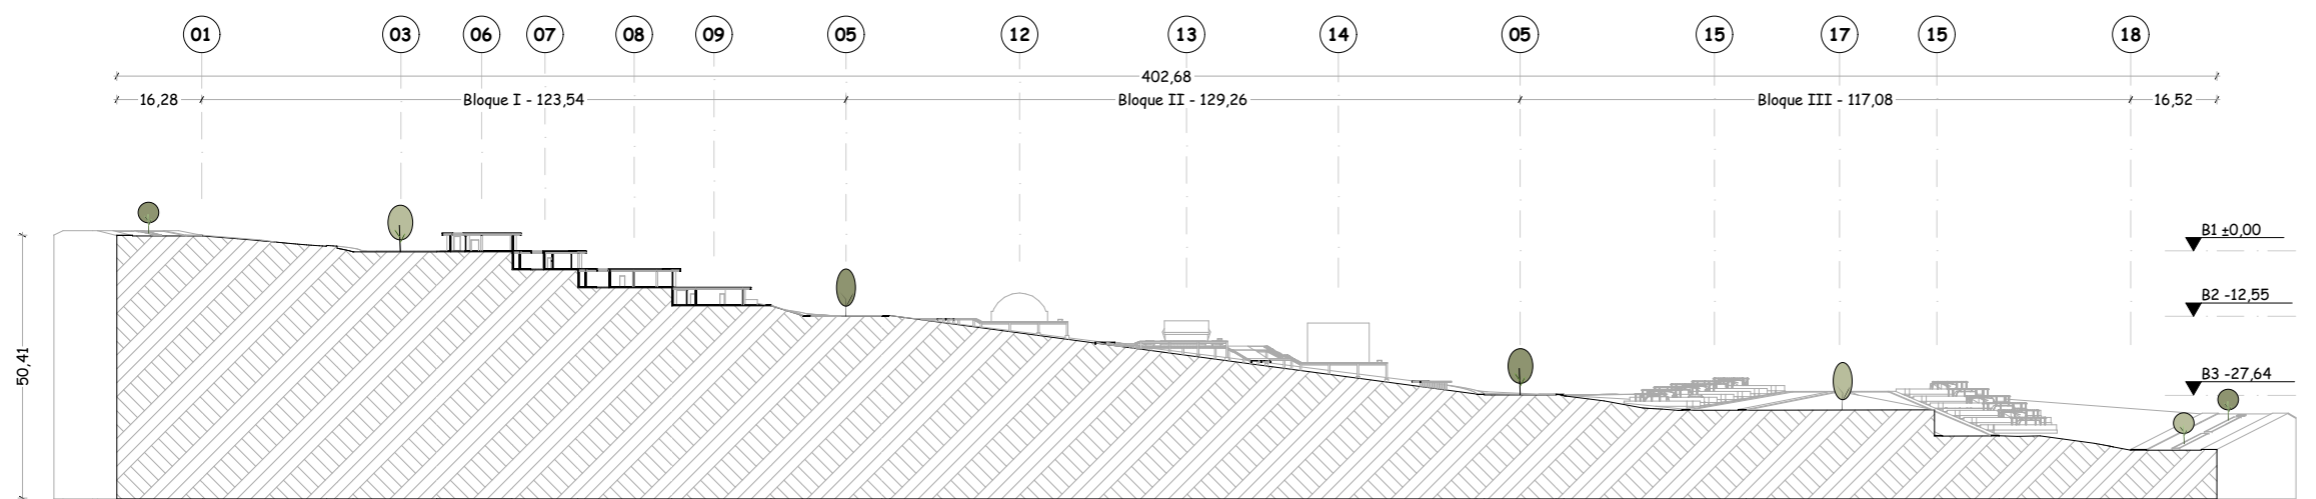 01 03 06 07 08 09 05 12 13 14 05 15 17 15 18
402,68
16,28 Bloque I - 123,54 Bloque II - 129,26 Bloque III - 117,08 16,52
B1 ±0,00
B2 -12,55
50,41
B3 -27,64